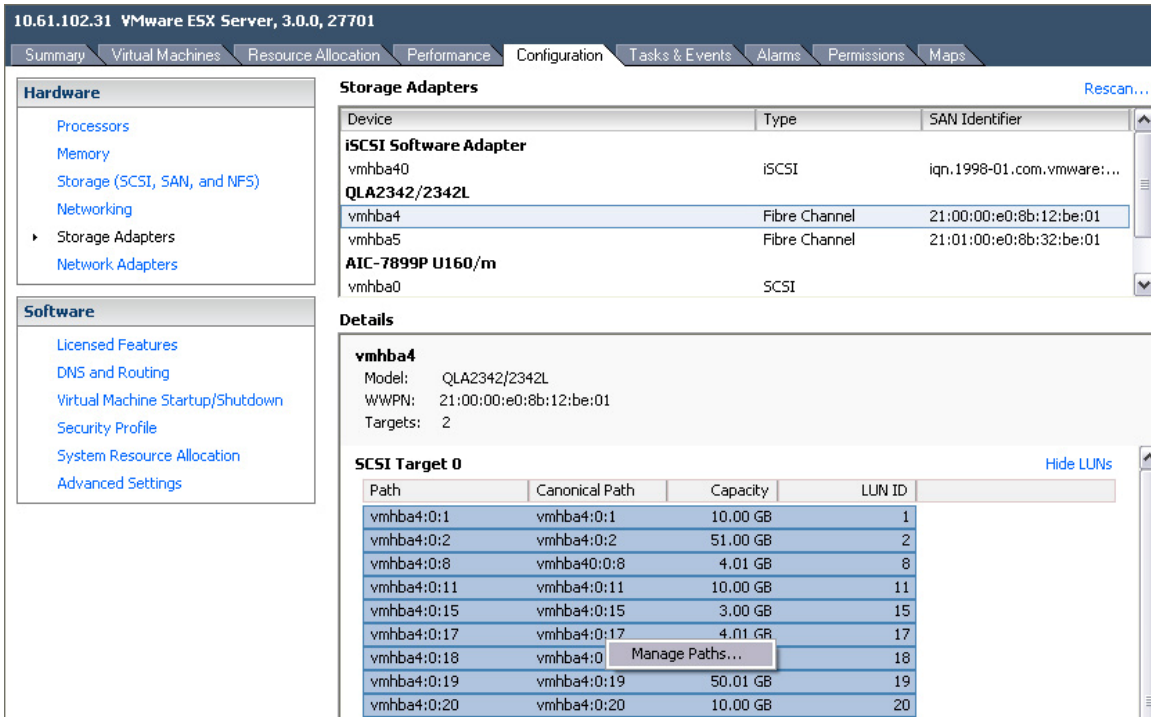 10.61.102.31 VMware ESX Server, 3.0.0, 27701
Summary Virtual Machines Resource Allocation Performance Configuration Tasks & Events Alarms Permissions Maps
Hardware
Processors
Memory
Storage (SCSI, SAN, and NFS)
Networking
Storage Adapters
Network Adapters
Software
Licensed Features
DNS and Routing
Virtual Machine Startup/Shutdown
Security Profile
System Resource Allocation
Advanced Settings
Storage Adapters Rescan...
Device Type SAN Identifier
iSCSI Software Adapter
vmhba40 iSCSI iqn.1998-01.com.vmware:...
QLA2342/2342L
vmhba4 Fibre Channel 21:00:00:e0:8b:12:be:01
vmhba5 Fibre Channel 21:01:00:e0:8b:32:be:01
AIC-7899P U160/m
vmhba0 SCSI
Details
vmhba4
Model: QLA2342/2342L
WWPN: 21:00:00:e0:8b:12:be:01
Targets: 2
SCSI Target 0 Hide LUNs
Path Canonical Path Capacity LUN ID
vmhba4:0:1 vmhba4:0:1 10.00 GB 1
vmhba4:0:2 vmhba4:0:2 51.00 GB 2
vmhba4:0:8 vmhba40:0:8 4.01 GB 8
vmhba4:0:11 vmhba4:0:11 10.00 GB 11
vmhba4:0:15 vmhba4:0:15 3.00 GB 15
vmhba4:0:17 vmhba4:0:17 4.01 GB 17
vmhba4:0:18 vmhba4:0 Manage Paths... 18
vmhba4:0:19 vmhba4:0:19 50.01 GB 19
vmhba4:0:20 vmhba4:0:20 10.00 GB 20